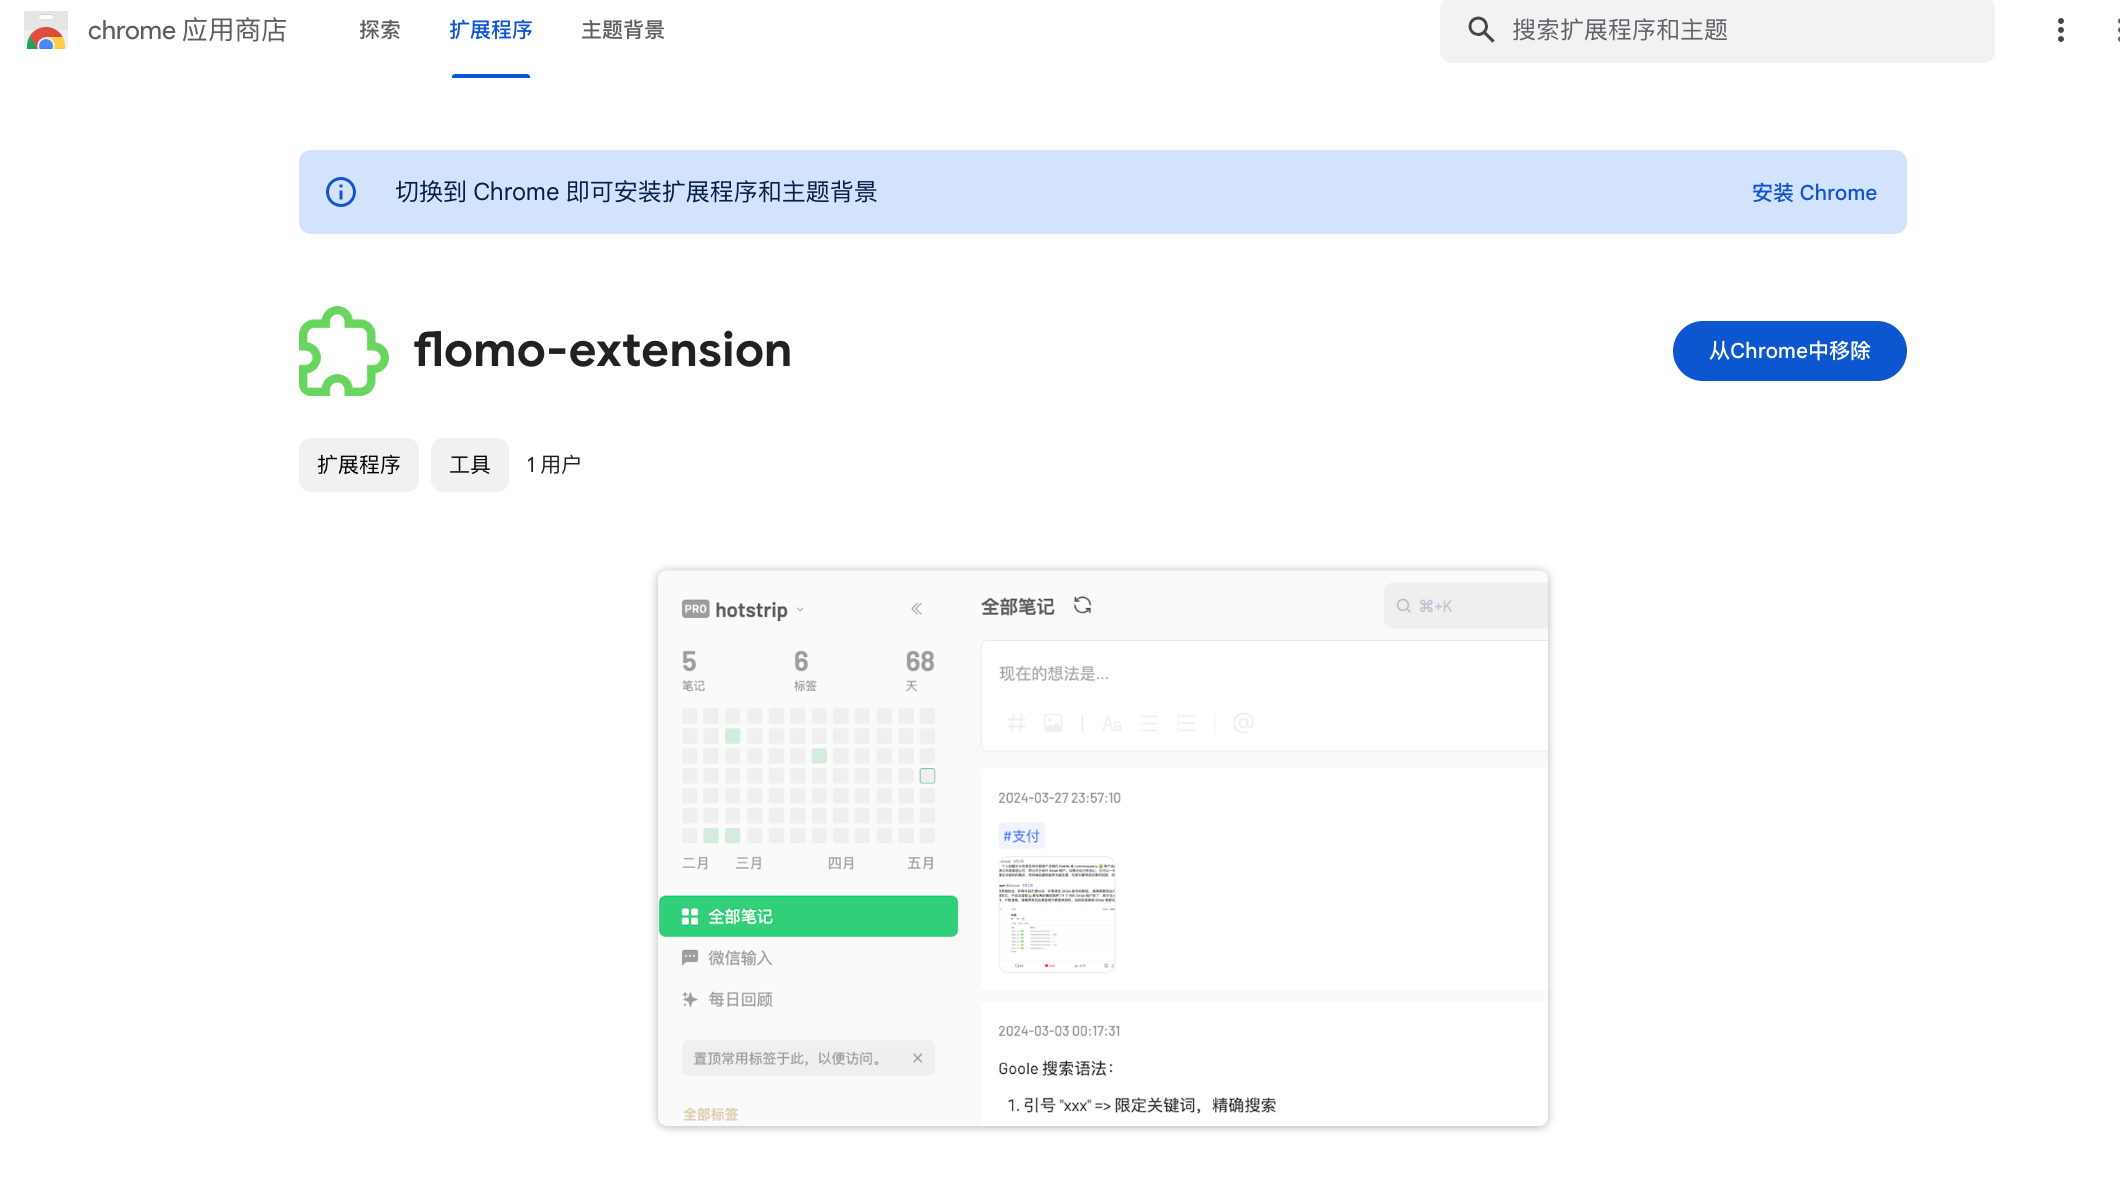 chrome 应用商店
探索
扩展程序
主题背景
搜索扩展程序和主题
切换到 Chrome 即可安装扩展程序和主题背景
安装 Chrome
flomo-extension
从Chrome中移除
扩展程序
工具
1 用户
PRO hotstrip
5
笔记
6
标签
68
天
二月
三月
四月
五月
全部笔记
微信输入
每日回顾
置顶常用标签于此，以便访问。
全部标签
全部笔记
⌘+K
现在的想法是...
Aa
@
2024-03-27 23:57:10
#支付
2024-03-03 00:17:31
Goole 搜索语法：
1. 引号 "xxx" => 限定关键词，精确搜索